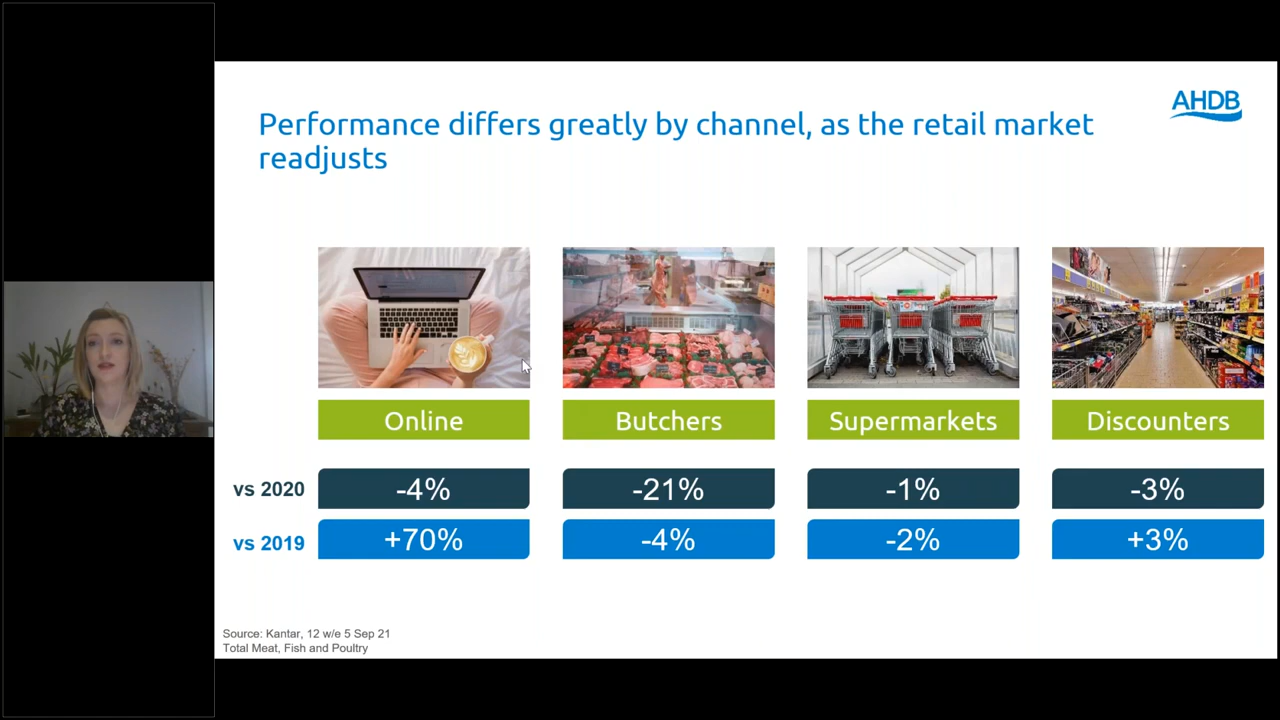 AHDB
Performance differs greatly by channel, as the retail market
readjusts
Online
Butchers
Supermarkets
Discounters
vs 2020
-4%
-21%
-1%
-3%
vs 2019
+70%
-4%
-2%
+3%
Source: Kantar, 12 w/e 5 Sep 21
Total Meat, Fish and Poultry